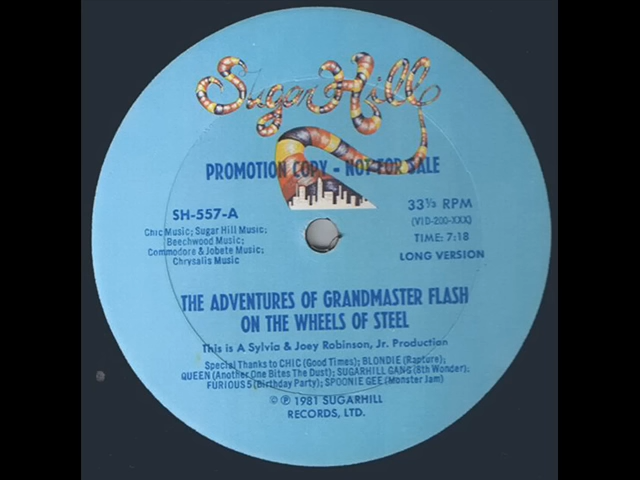 Sugar Hill
PROMOTION COPY - NOT FOR SALE
SH-557-A
Chic Music; Sugar Hill Music;
Beechwood Music;
Commodore & Jobete Music;
Chrysalis Music
33⅓ RPM
(VID-200-XXX)
TIME: 7:18
LONG VERSION
THE ADVENTURES OF GRANDMASTER FLASH
ON THE WHEELS OF STEEL
This is A Sylvia & Joey Robinson, Jr. Production
Special Thanks to CHIC (Good Times); BLONDIE (Rapture);
QUEEN (Another One Bites The Dust); SUGARHILL GANG (8th Wonder);
FURIOUS 5 (Birthday Party); SPOONIE GEE (Monster Jam)
© ℗ 1981 SUGARHILL
RECORDS, LTD.